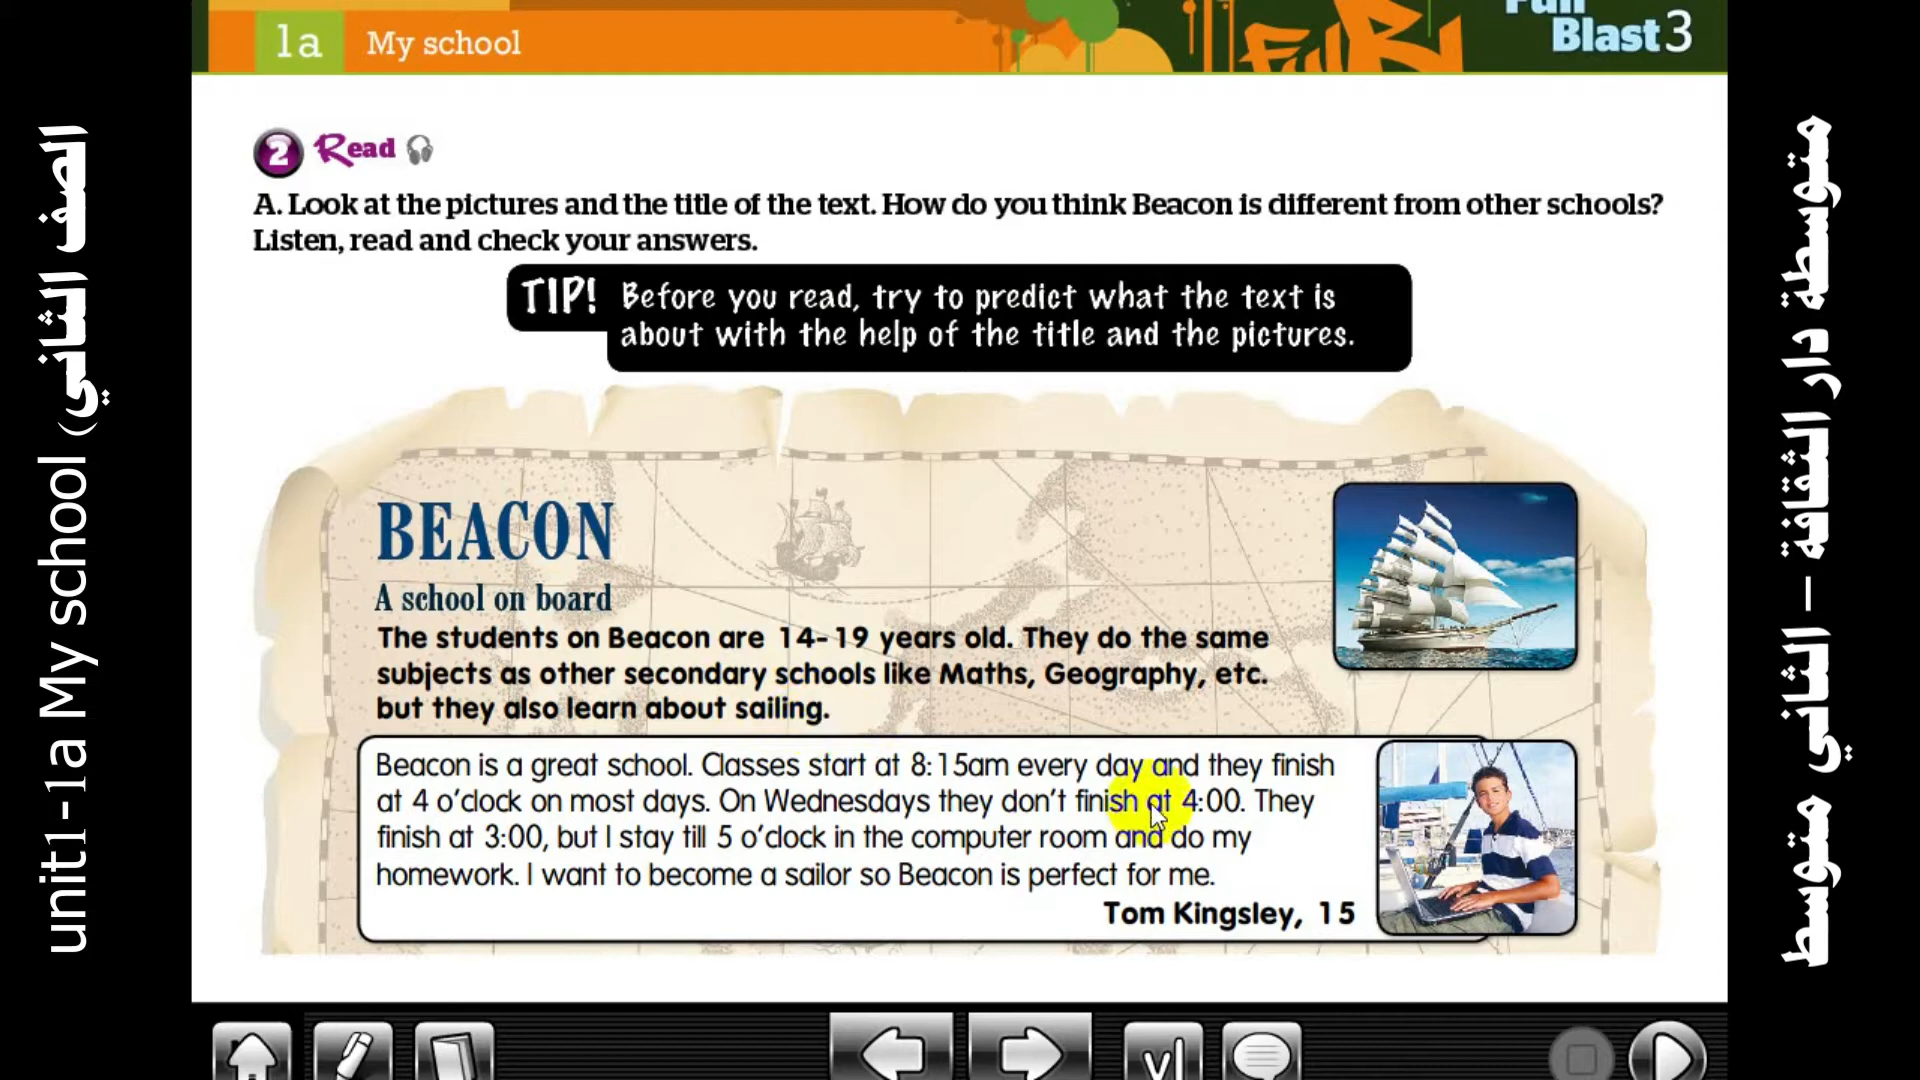 1a My school
Full
Blast 3
2 Read
A. Look at the pictures and the title of the text. How do you think Beacon is different from other schools?
Listen, read and check your answers.
TIP! Before you read, try to predict what the text is
about with the help of the title and the pictures.
BEACON
A school on board
The students on Beacon are 14-19 years old. They do the same
subjects as other secondary schools like Maths, Geography, etc.
but they also learn about sailing.
Beacon is a great school. Classes start at 8:15am every day and they finish
at 4 o'clock on most days. On Wednesdays they don't finish at 4:00. They
finish at 3:00, but I stay till 5 o'clock in the computer room and do my
homework. I want to become a sailor so Beacon is perfect for me.
Tom Kingsley, 15
unit1-1a My school (الصف الثاني
متوسطة دار الثقافة – الثاني متوسط